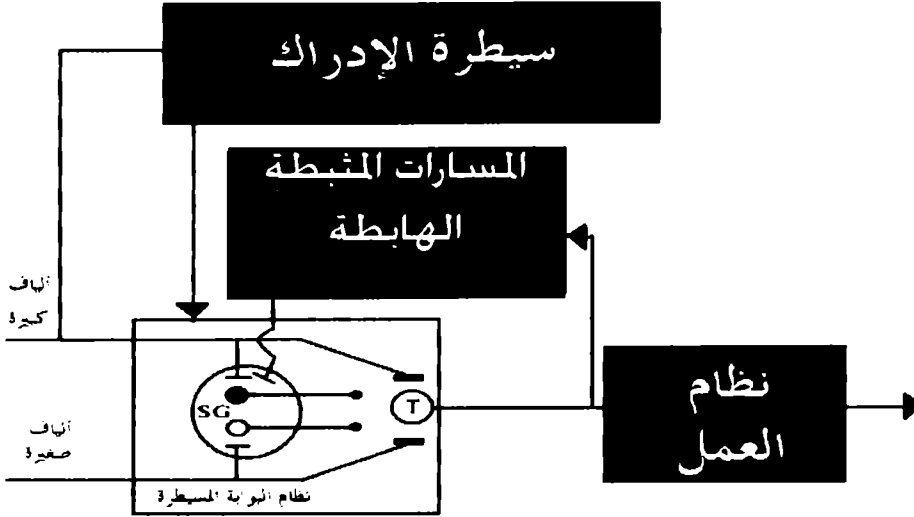 سيطرة الإدراك
المسارات المثبطة
الهابطة
ألياف
كبيرة
SG
T
نظام
العمل
ألياف
صغيرة
نظام البوابة المسيطرة